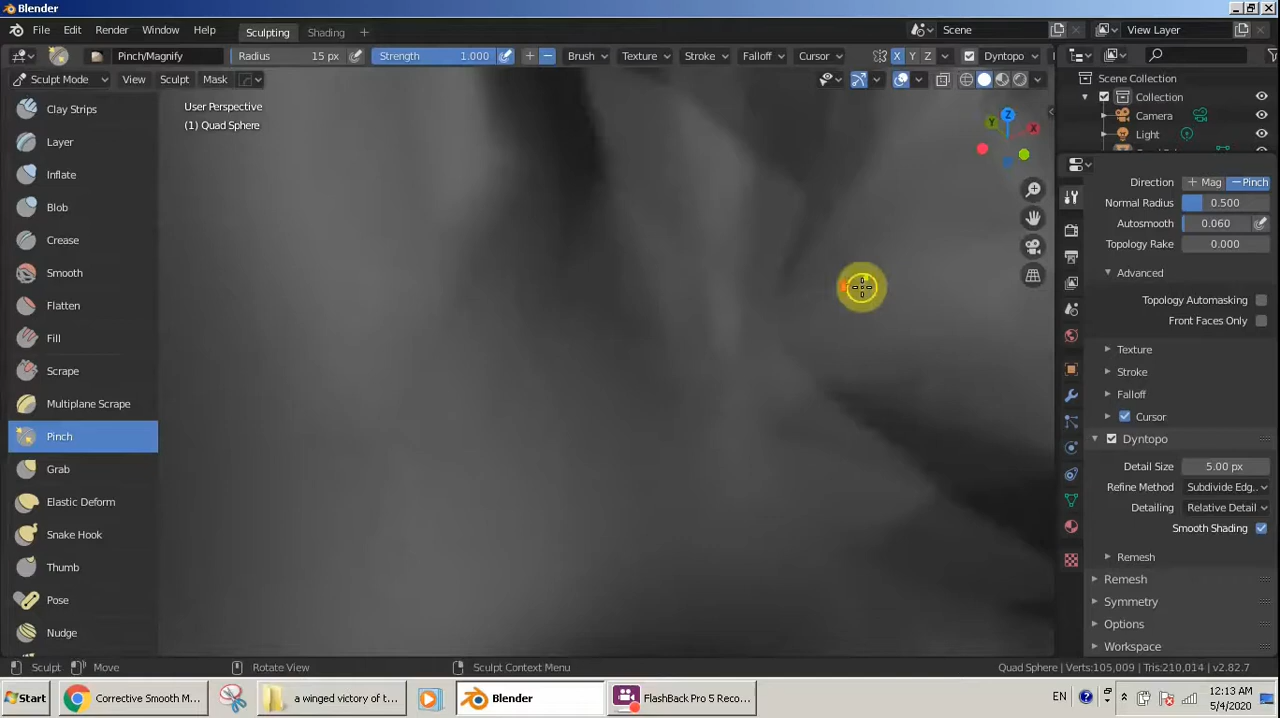 Blender
File Edit Render Window Help Sculpting Shading + Scene View Layer
Pinch/Magnify Radius 15 px Strength 1.000 Brush Texture Stroke Falloff Cursor X Y Z Dyntopo
Sculpt Mode View Sculpt Mask
User Perspective
(1) Quad Sphere
Clay Strips
Layer
Inflate
Blob
Crease
Smooth
Flatten
Fill
Scrape
Multiplane Scrape
Pinch
Grab
Elastic Deform
Snake Hook
Thumb
Pose
Nudge
Z
Y
X
Scene Collection
Collection
Camera
Light
Direction + Mag − Pinch
Normal Radius 0.500
Autosmooth 0.060
Topology Rake 0.000
Advanced
Topology Automasking
Front Faces Only
Texture
Stroke
Falloff
Cursor
Dyntopo
Detail Size 5.00 px
Refine Method Subdivide Edg..
Detailing Relative Detail
Smooth Shading
Remesh
Remesh
Symmetry
Options
Workspace
Sculpt Move Rotate View Sculpt Context Menu Quad Sphere | Verts:105,009 | Tris:210,014 | v2.82.7
Start Corrective Smooth M... a winged victory of t... Blender FlashBack Pro 5 Reco... EN 12:13 AM
5/4/2020